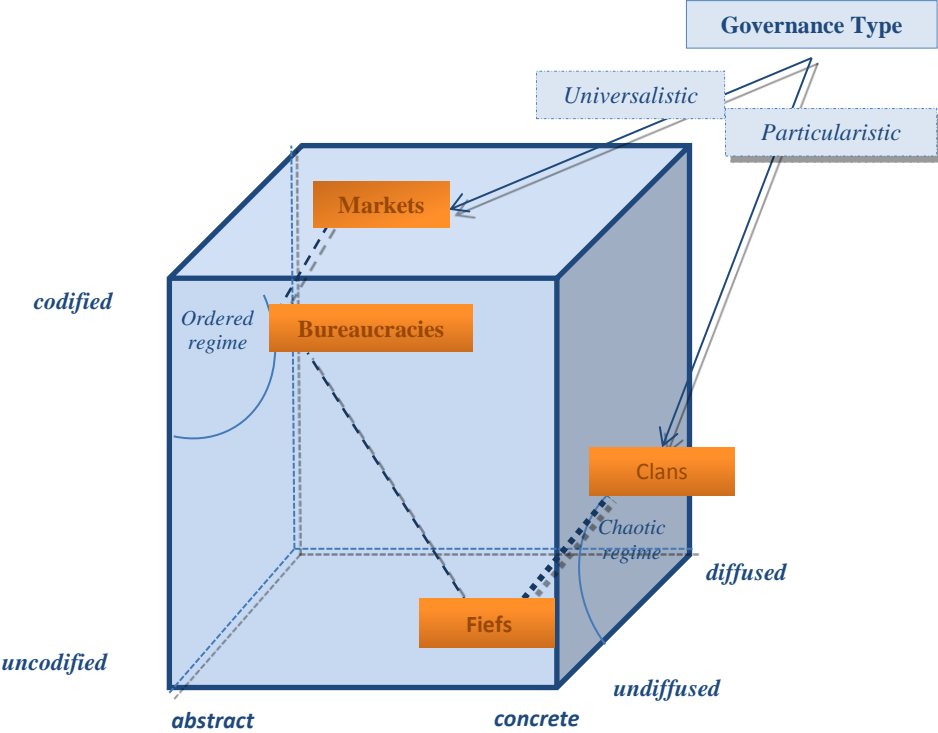 Governance Type
Universalistic
Particularistic
Markets
codified
Ordered
regime
Bureaucracies
Clans
Chaotic
regime
diffused
Fiefs
uncodified
undiffused
abstract
concrete